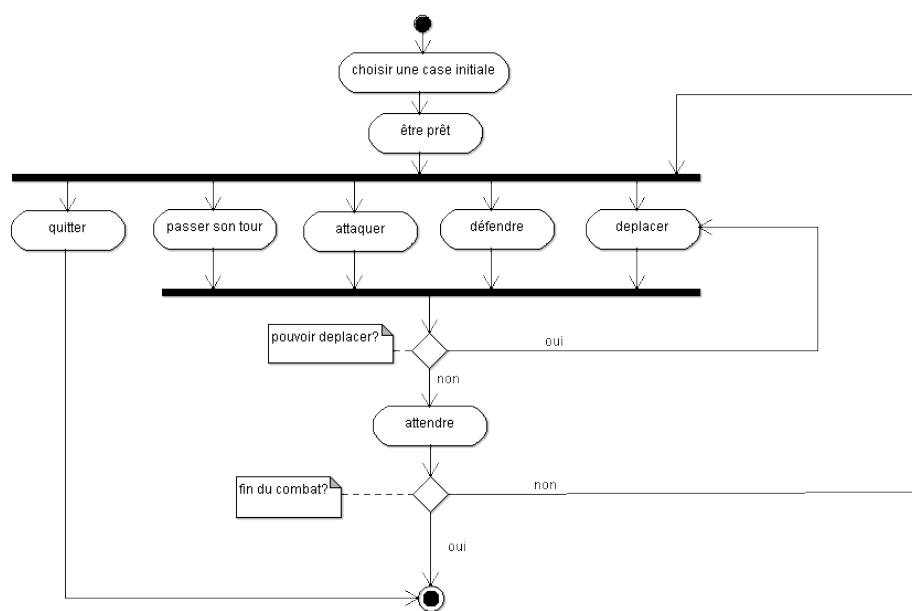 choisir une case initiale
être prêt
quitter
passer son tour
attaquer
défendre
deplacer
pouvoir deplacer?
oui
non
attendre
fin du combat?
non
oui